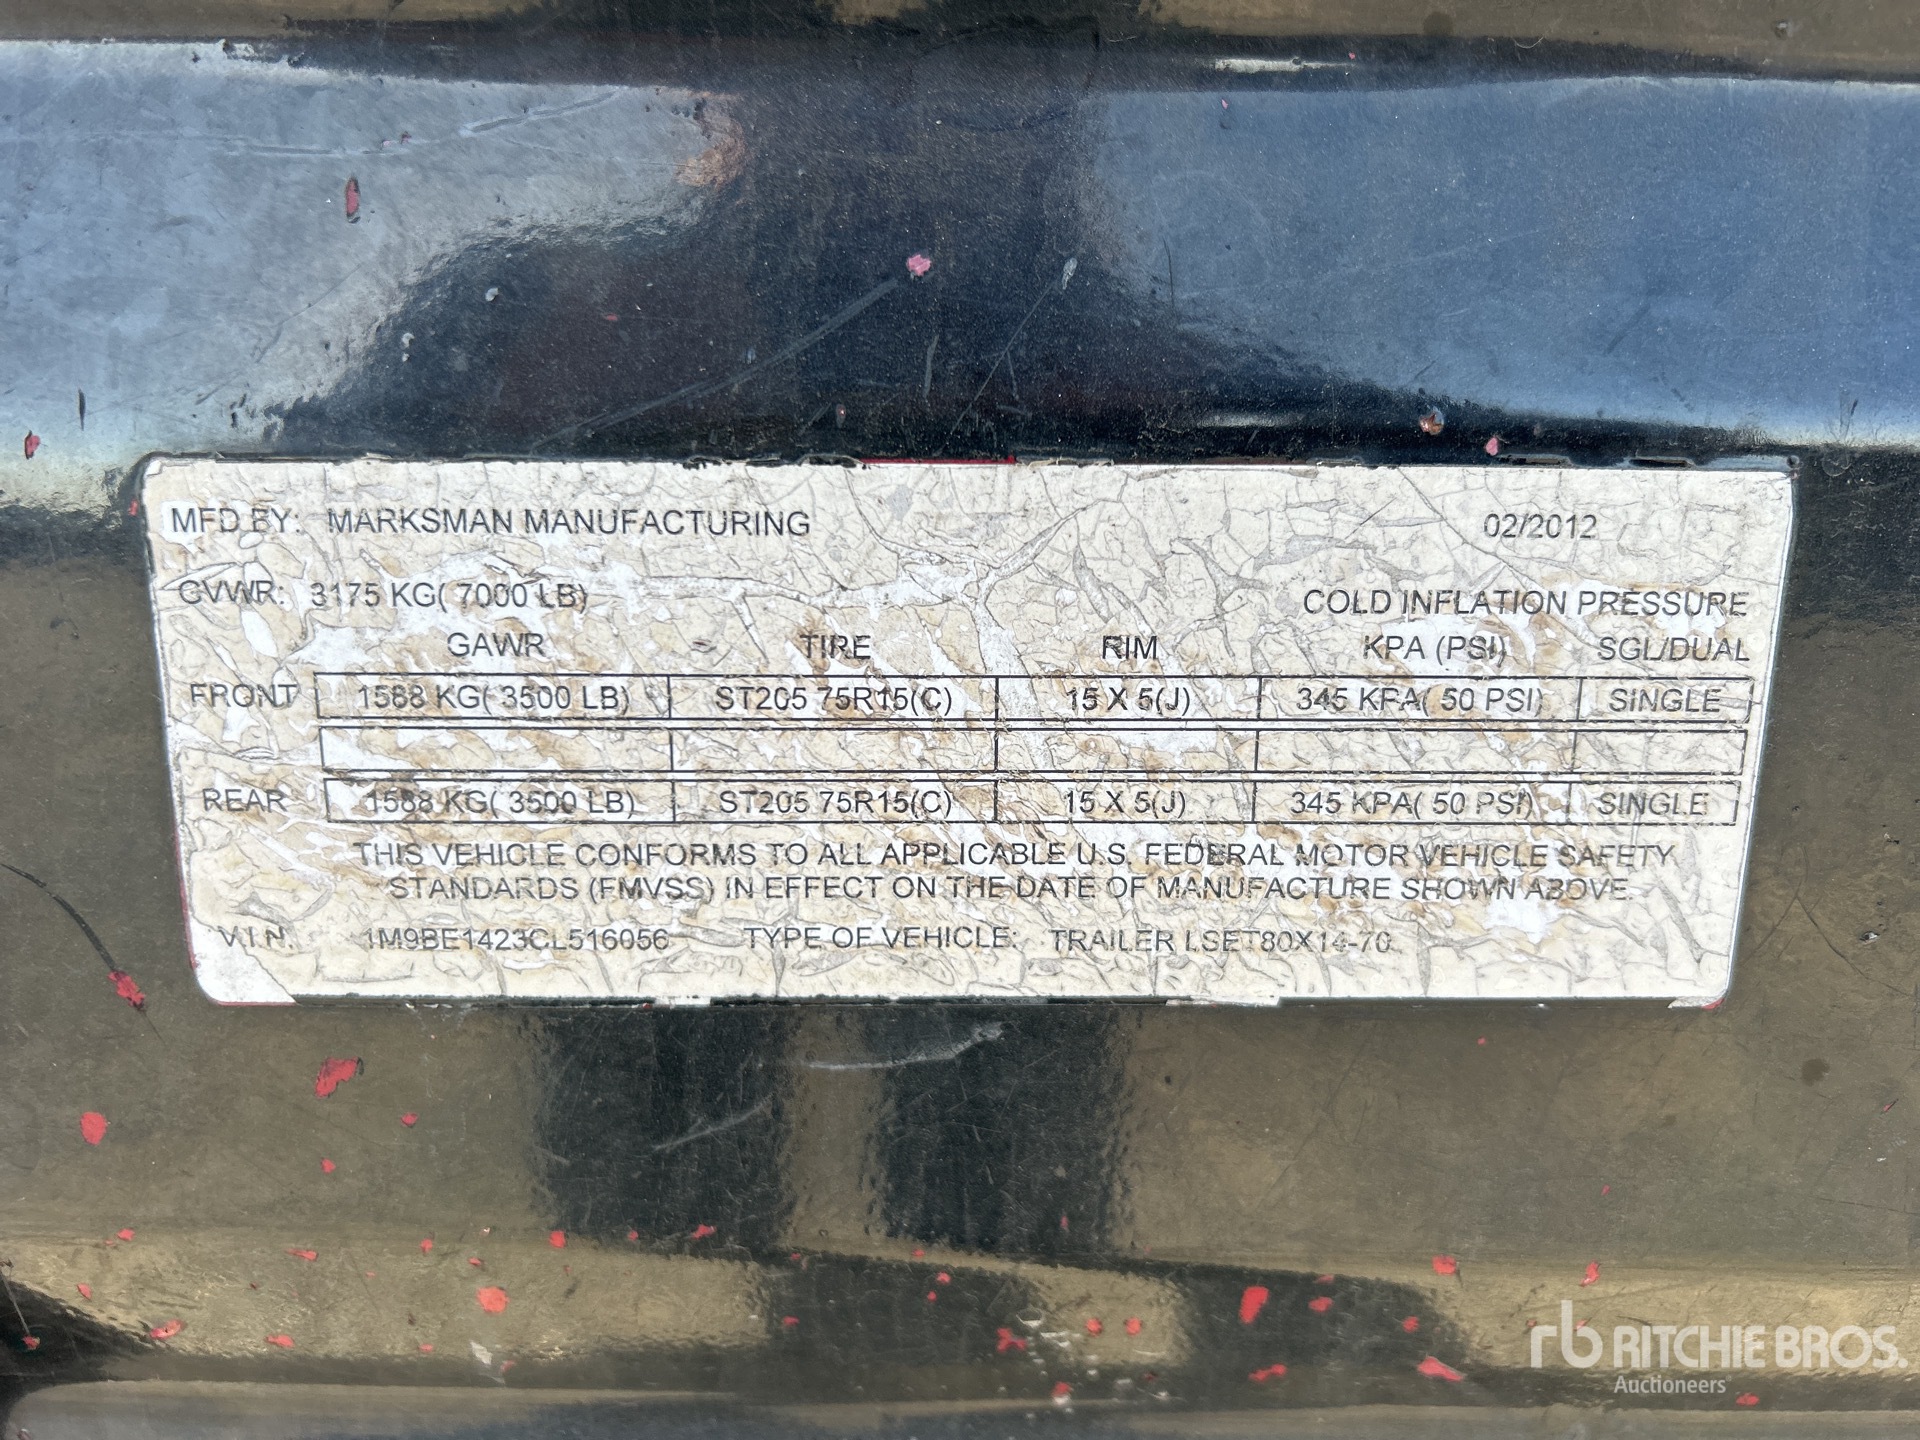 MFD BY: MARKSMAN MANUFACTURING 02/2012
GVWR: 3175 KG( 7000 LB) COLD INFLATION PRESSURE
GAWR TIRE RIM KPA (PSI) SGL/DUAL
FRONT 1588 KG( 3500 LB) ST205 75R15(C) 15 X 5(J) 345 KPA( 50 PSI) SINGLE
REAR 1588 KG( 3500 LB) ST205 75R15(C) 15 X 5(J) 345 KPA( 50 PSI) SINGLE
THIS VEHICLE CONFORMS TO ALL APPLICABLE U.S. FEDERAL MOTOR VEHICLE SAFETY
STANDARDS (FMVSS) IN EFFECT ON THE DATE OF MANUFACTURE SHOWN ABOVE.
V.I.N. 1M9BE1423CL516056 TYPE OF VEHICLE: TRAILER LSET80X14-70
rb RITCHIE BROS.
Auctioneers